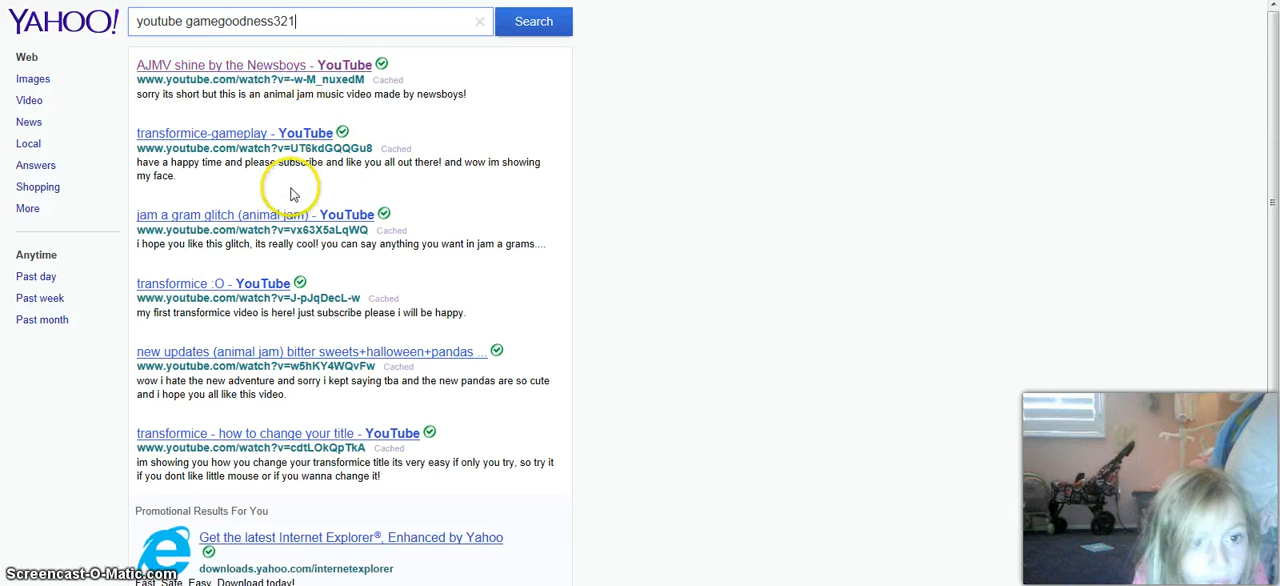 YAHOO!
youtube gamegoodness321
Search
Web
Images
Video
News
Local
Answers
Shopping
More
Anytime
Past day
Past week
Past month
AJMV shine by the Newsboys - YouTube
www.youtube.com/watch?v=-w-M_nuxedM Cached
sorry its short but this is an animal jam music video made by newsboys!
transformice-gameplay - YouTube
www.youtube.com/watch?v=UT6kdGQQGu8 Cached
have a happy time and please subscribe and like you all out there! and wow im showing
my face.
jam a gram glitch (animal jam) - YouTube
www.youtube.com/watch?v=vx63X5aLqWQ Cached
i hope you like this glitch, its really cool! you can say anything you want in jam a grams....
transformice :O - YouTube
www.youtube.com/watch?v=J-pJqDecL-w Cached
my first transformice video is here! just subscribe please i will be happy.
new updates (animal jam) bitter sweets+halloween+pandas ...
www.youtube.com/watch?v=w5hKY4WQvFw Cached
wow i hate the new adventure and sorry i kept saying tba and the new pandas are so cute
and i hope you all like this video.
transformice - how to change your title - YouTube
www.youtube.com/watch?v=cdtLOkQpTkA Cached
im showing you how you change your transformice title its very easy if only you try, so try it
if you dont like little mouse or if you wanna change it!
Promotional Results For You
Get the latest Internet Explorer®, Enhanced by Yahoo
downloads.yahoo.com/internetexplorer
Fast. Safe. Easy. Download today!
Screencast-O-Matic.com